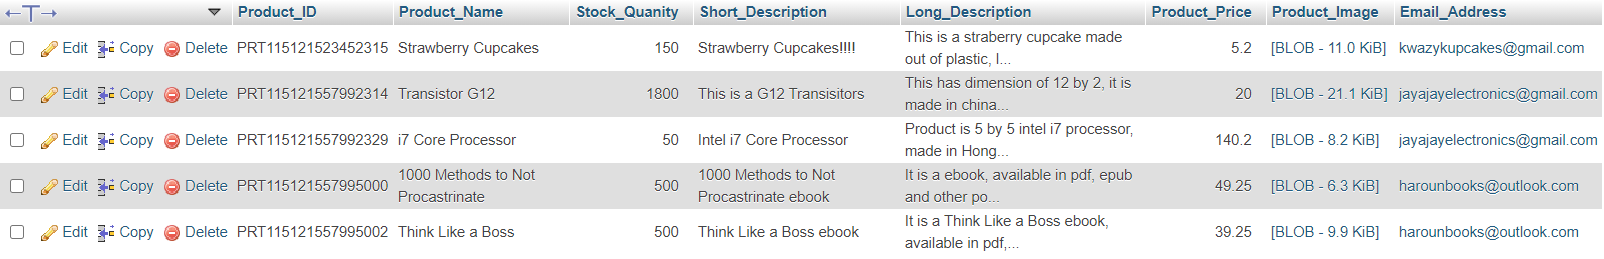 Product_ID Product_Name Stock_Quanity Short_Description Long_Description Product_Price Product_Image Email_Address
Edit Copy Delete PRT115121523452315 Strawberry Cupcakes 150 Strawberry Cupcakes!!!! This is a straberry cupcake made 5.2 [BLOB - 11.0 KiB] kwazykupcakes@gmail.com
out of plastic, I...
Edit Copy Delete PRT115121557992314 Transistor G12 1800 This is a G12 Transisitors This has dimension of 12 by 2, it is 20 [BLOB - 21.1 KiB] jayajayelectronics@gmail.com
made in china...
Edit Copy Delete PRT115121557992329 i7 Core Processor 50 Intel i7 Core Processor Product is 5 by 5 intel i7 processor, 140.2 [BLOB - 8.2 KiB] jayajayelectronics@gmail.com
made in Hong...
Edit Copy Delete PRT115121557995000 1000 Methods to Not 500 1000 Methods to Not It is a ebook, available in pdf, epub 49.25 [BLOB - 6.3 KiB] harounbooks@outlook.com
Procastrinate Procastrinate ebook and other po...
Edit Copy Delete PRT115121557995002 Think Like a Boss 500 Think Like a Boss ebook It is a Think Like a Boss ebook, 39.25 [BLOB - 9.9 KiB] harounbooks@outlook.com
available in pdf,...